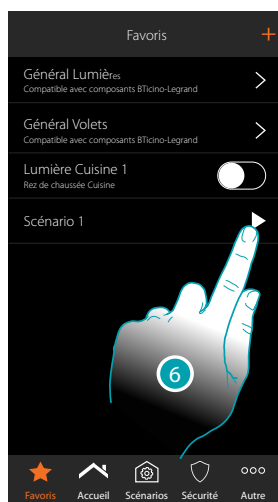 Favoris +
Général Lumières
Compatible avec composants BTicino-Legrand
Général Volets
Compatible avec composants BTicino-Legrand
Lumière Cuisine 1
Rez de chaussée Cuisine
Scénario 1
6
Favoris Accueil Scénarios Sécurité Autre